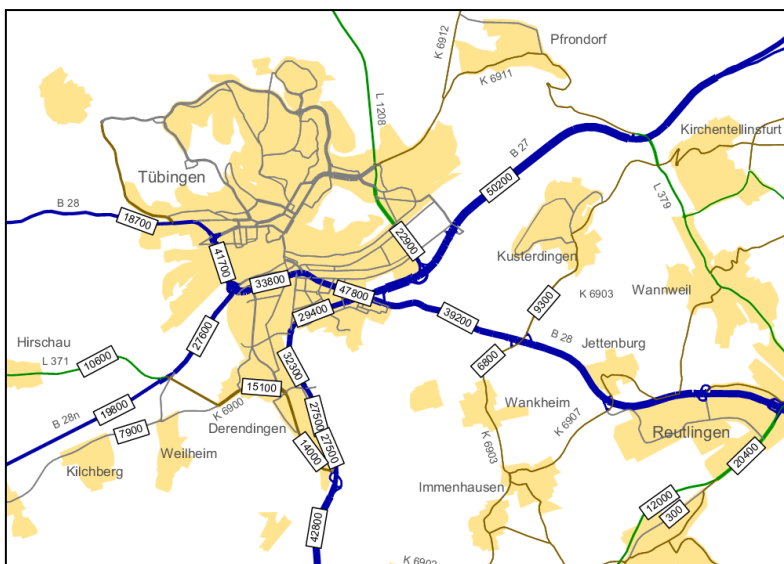 K 6912
Pfrondorf
K 6911
L 1208
B 27
Kirchentellinsfurt
50200
Tübingen
L 379
B 28
18700
22900
41700
Kusterdingen
33800
47800
9300
K 6903
Wannweil
29400
39200
B 28
Hirschau
L 371
10600
27600
6800
Jettenburg
32300
15100
K 6900
19800
B 28n
7900
Derendingen
27500
27500
14000
Wankheim
K 6907
K 6903
Reutlingen
Kilchberg
Weilheim
20400
Immenhausen
12000
300
42800
K 6902